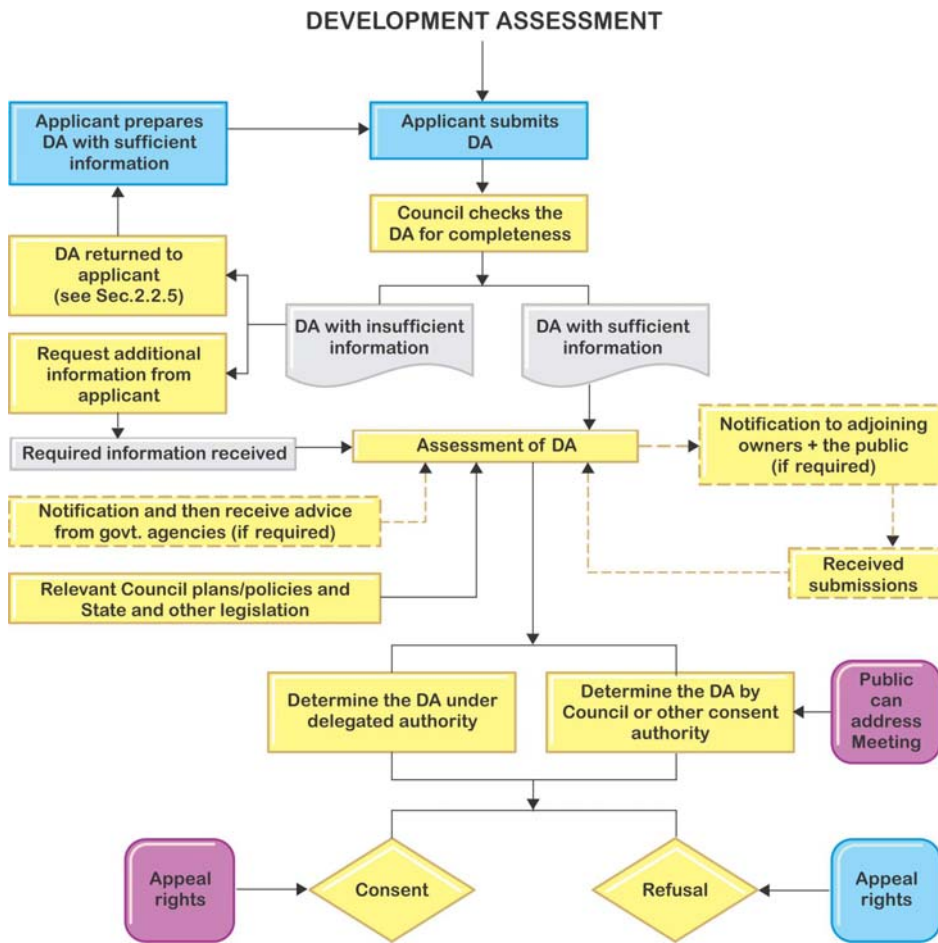 DEVELOPMENT ASSESSMENT
Applicant prepares
DA with sufficient
information
Applicant submits
DA
Council checks the
DA for completeness
DA returned to
applicant
(see Sec.2.2.5)
DA with insufficient
information
DA with sufficient
information
Request additional
information from
applicant
Required information received
Assessment of DA
Notification to adjoining
owners + the public
(if required)
Notification and then receive advice
from govt. agencies (if required)
Received
submissions
Relevant Council plans/policies and
State and other legislation
Determine the DA under
delegated authority
Determine the DA by
Council or other consent
authority
Public
can
address
Meeting
Appeal
rights
Consent
Refusal
Appeal
rights